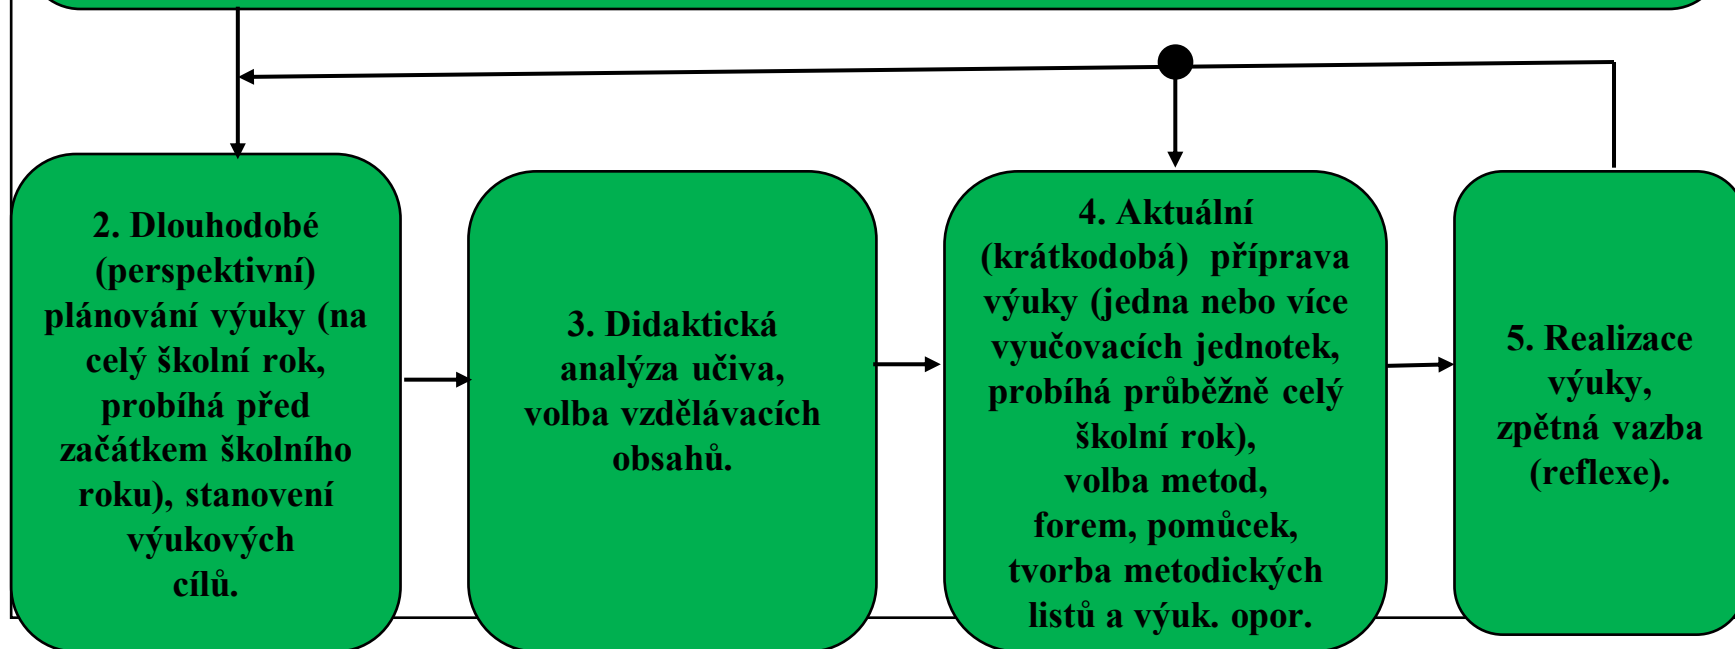 2. Dlouhodobé
(perspektivní)
plánování výuky (na
celý školní rok,
probíhá před
začátkem školního
roku), stanovení
výukových
cílů.
3. Didaktická
analýza učiva,
volba vzdělávacích
obsahů.
4. Aktuální
(krátkodobá) příprava
výuky (jedna nebo více
vyučovacích jednotek,
probíhá průběžně celý
školní rok),
volba metod,
forem, pomůcek,
tvorba metodických
listů a výuk. opor.
5. Realizace
výuky,
zpětná vazba
(reflexe).